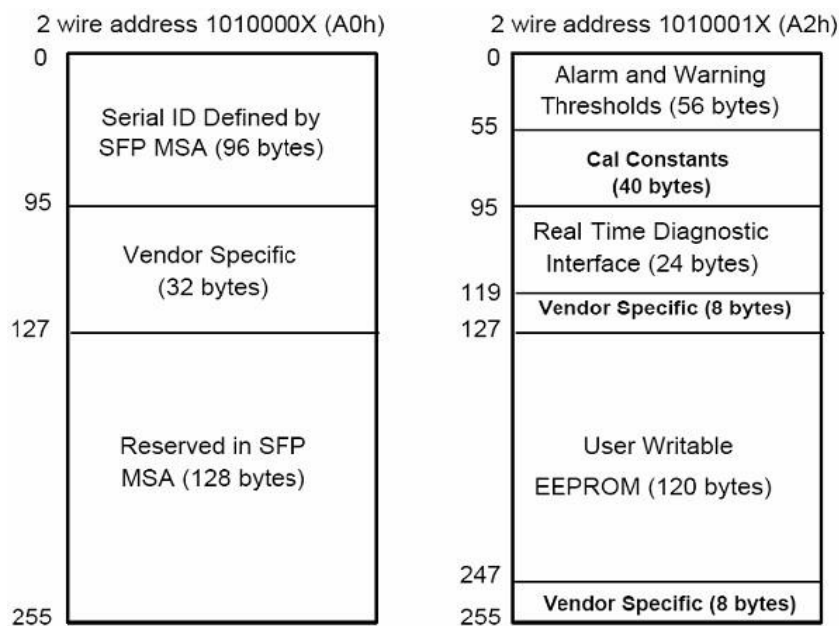 2 wire address 1010000X (A0h)
0
Serial ID Defined by
SFP MSA (96 bytes)
95
Vendor Specific
(32 bytes)
127
Reserved in SFP
MSA (128 bytes)
255
2 wire address 1010001X (A2h)
0
Alarm and Warning
Thresholds (56 bytes)
55
Cal Constants
(40 bytes)
95
Real Time Diagnostic
Interface (24 bytes)
119
Vendor Specific (8 bytes)
127
User Writable
EEPROM (120 bytes)
247
Vendor Specific (8 bytes)
255